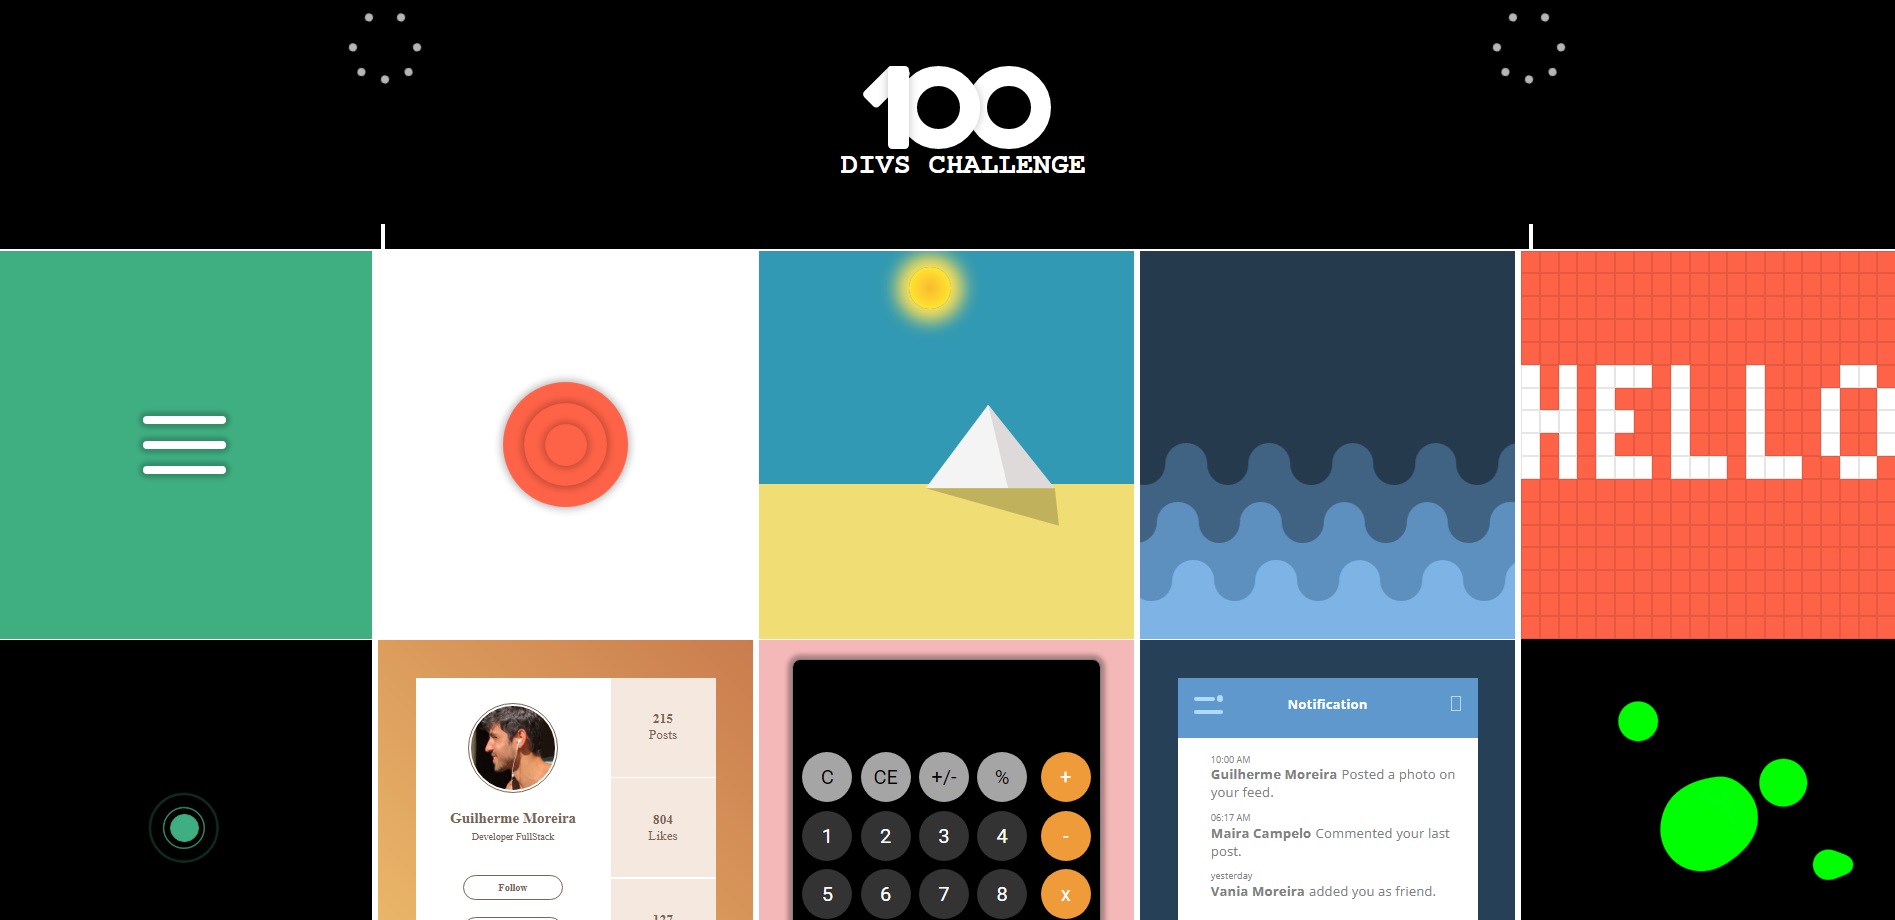 100
DIVS CHALLENGE
HELLO
Guilherme Moreira
Developer FullStack
Follow
215
Posts
804
Likes
127
C CE +/- % +
1 2 3 4 -
5 6 7 8 x
Notification
10:00 AM
Guilherme Moreira Posted a photo on
your feed.
06:17 AM
Maira Campelo Commented your last
post.
yesterday
Vania Moreira added you as friend.